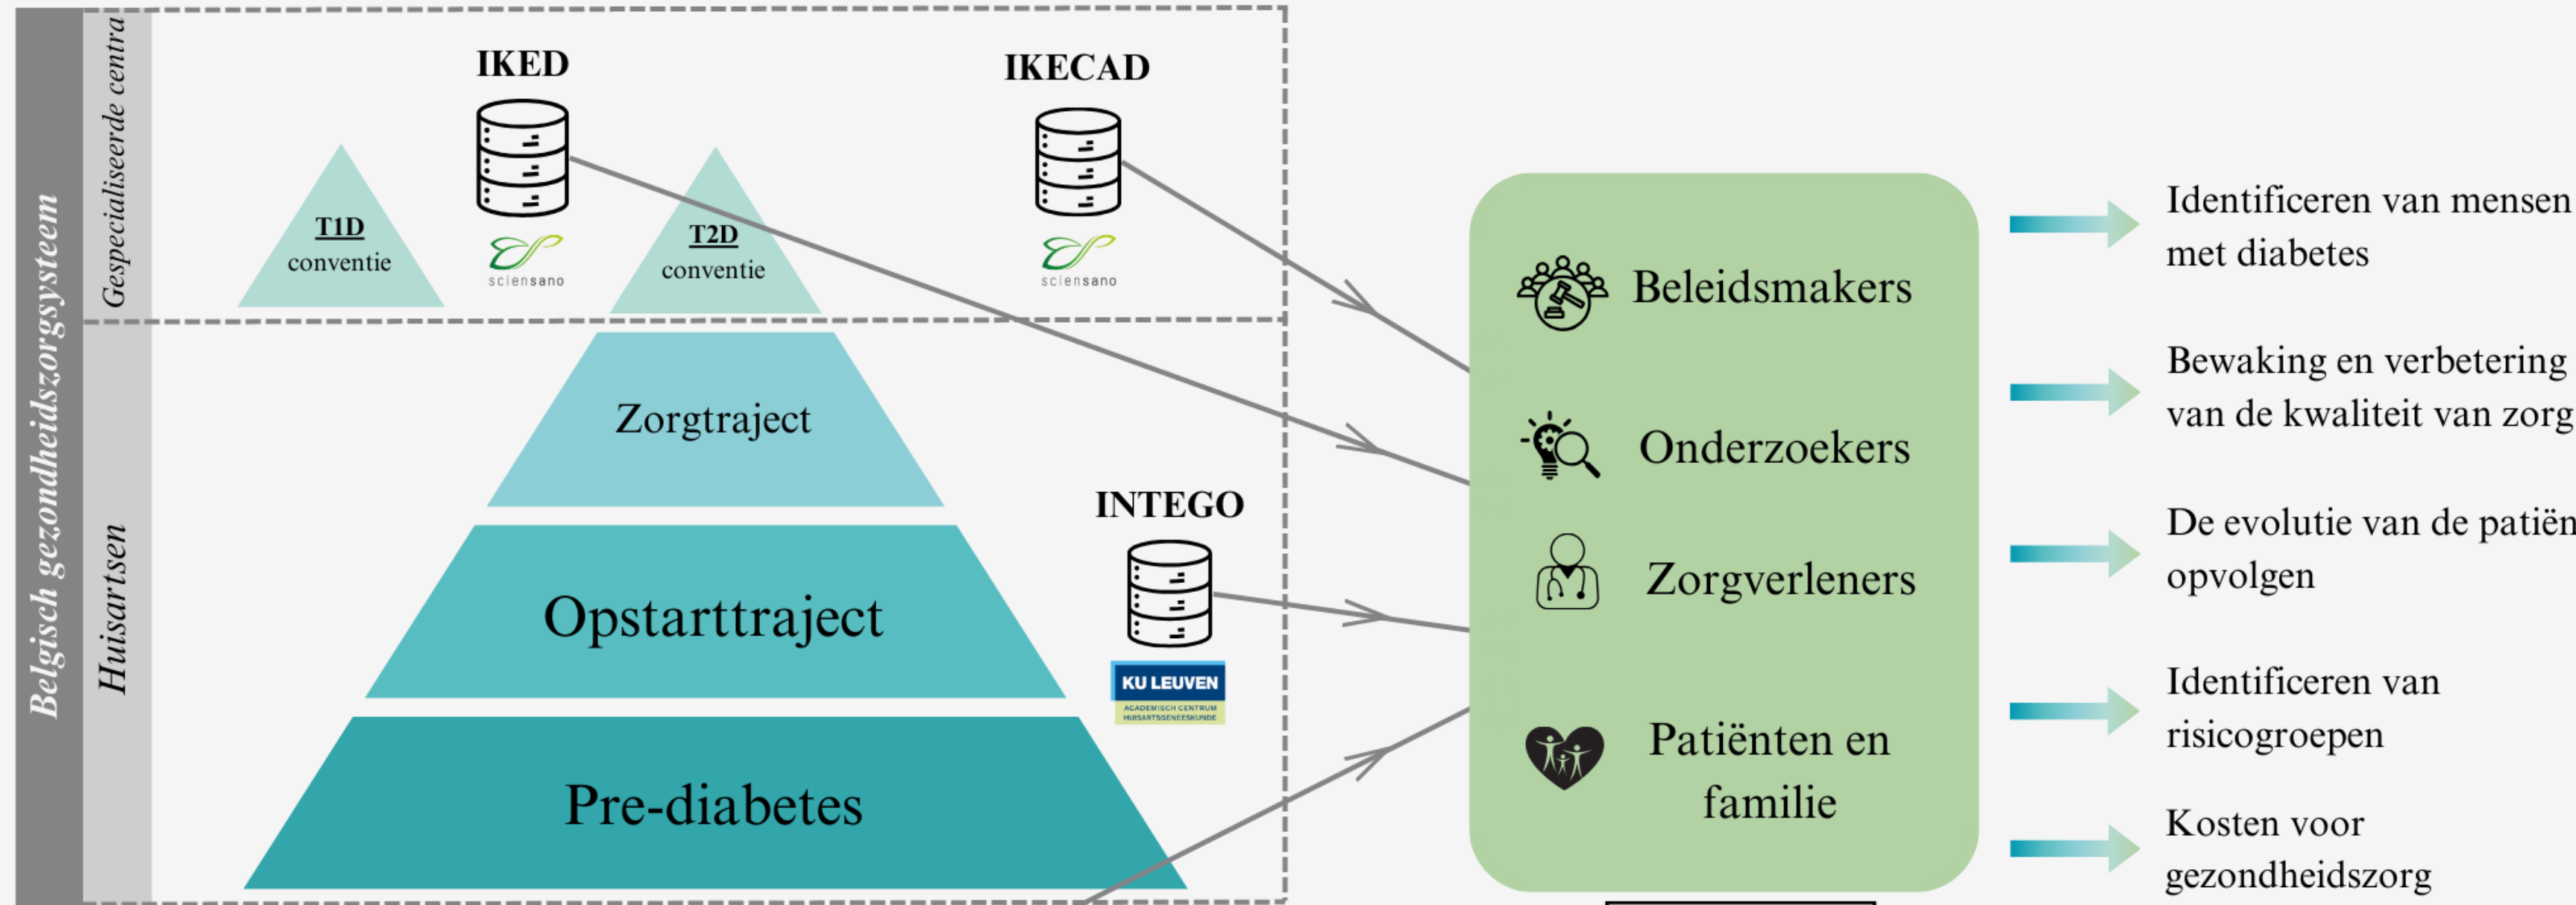 Belgisch gezondheidszorgsysteem
Gespecialiseerde centra
Huisartsen
IKED
sciensano
IKECAD
sciensano
T1D
conventie
T2D
conventie
Zorgtraject
Opstarttraject
Pre-diabetes
INTEGO
KU LEUVEN
ACADEMISCH CENTRUM
HUISARTSGENEESKUNDE
Beleidsmakers
Onderzoekers
Zorgverleners
Patiënten en
familie
Identificeren van mensen
met diabetes
Bewaking en verbetering
van de kwaliteit van zorg
De evolutie van de patiën
opvolgen
Identificeren van
risicogroepen
Kosten voor
gezondheidszorg